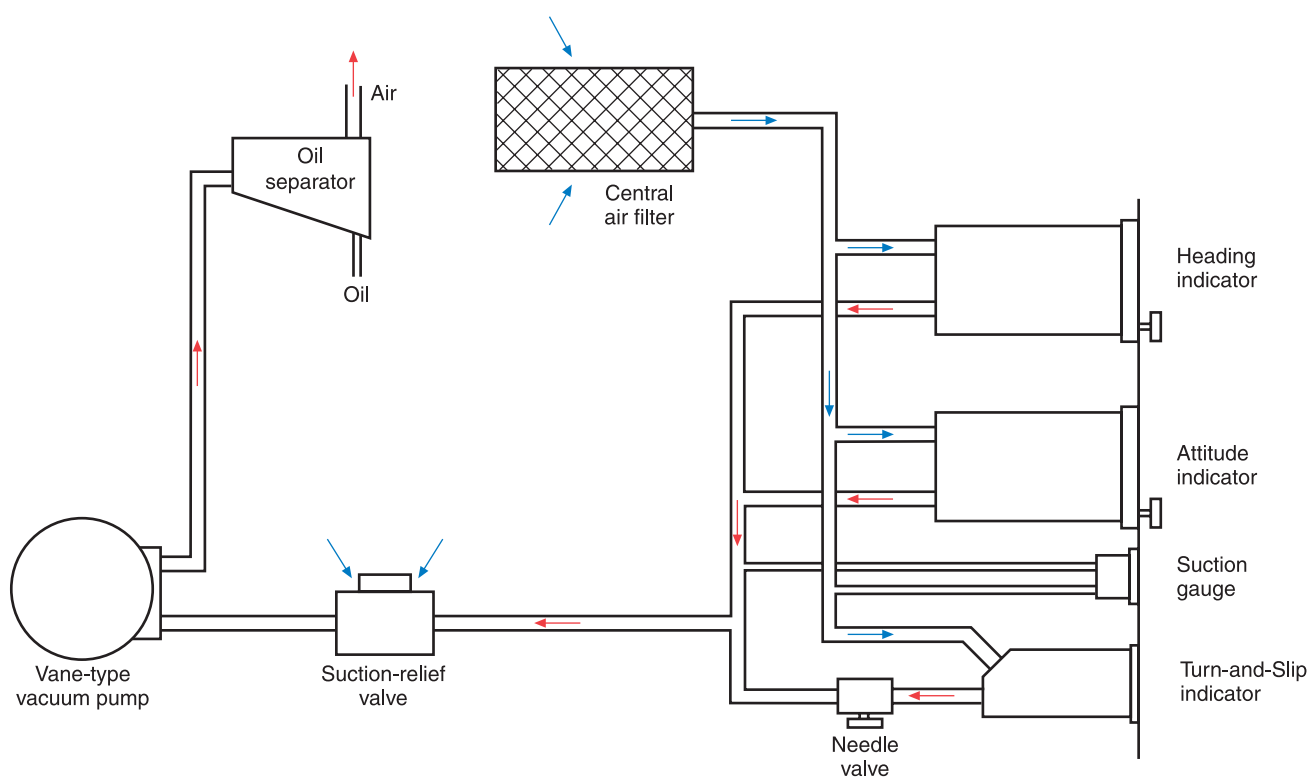 Air
Oil
separator
Oil
Central
air filter
Heading
indicator
Attitude
indicator
Suction
gauge
Turn-and-Slip
indicator
Vane-type
vacuum pump
Suction-relief
valve
Needle
valve